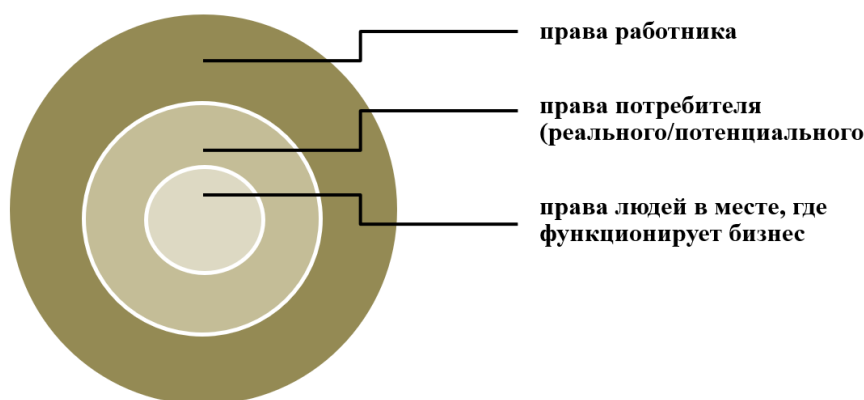 права работника
права потребителя
(реального/потенциального
права людей в месте, где
функционирует бизнес